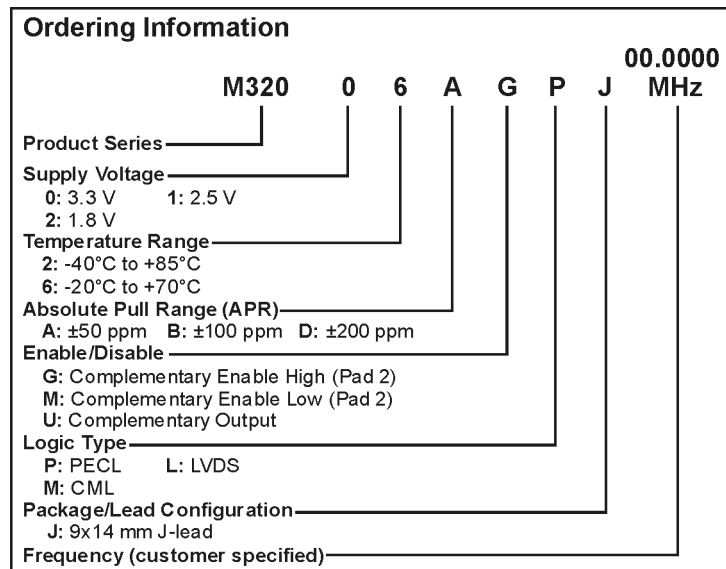 Ordering Information
00.0000
M320 0 6 A G P J MHz
Product Series
Supply Voltage
0: 3.3 V 1: 2.5 V
2: 1.8 V
Temperature Range
2: -40°C to +85°C
6: -20°C to +70°C
Absolute Pull Range (APR)
A: ±50 ppm B: ±100 ppm D: ±200 ppm
Enable/Disable
G: Complementary Enable High (Pad 2)
M: Complementary Enable Low (Pad 2)
U: Complementary Output
Logic Type
P: PECL L: LVDS
M: CML
Package/Lead Configuration
J: 9x14 mm J-lead
Frequency (customer specified)